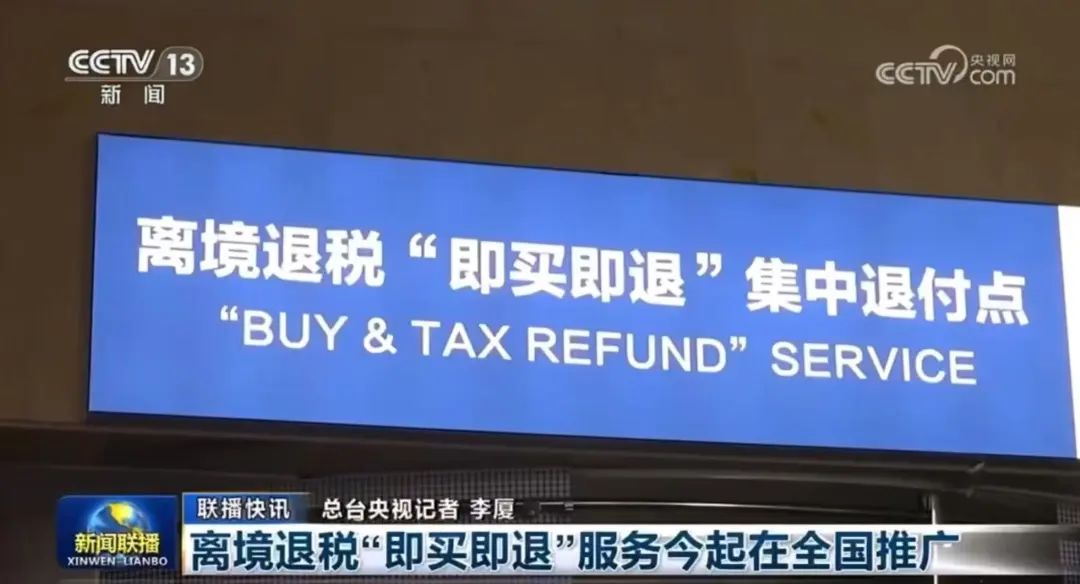 CCTV 13
新闻
央视网
CCTV.com
离境退税“即买即退”集中退付点
“BUY & TAX REFUND” SERVICE
联播快讯 总台央视记者 李厦
新闻联播
XINWEN LIANBO
离境退税“即买即退”服务今起在全国推广